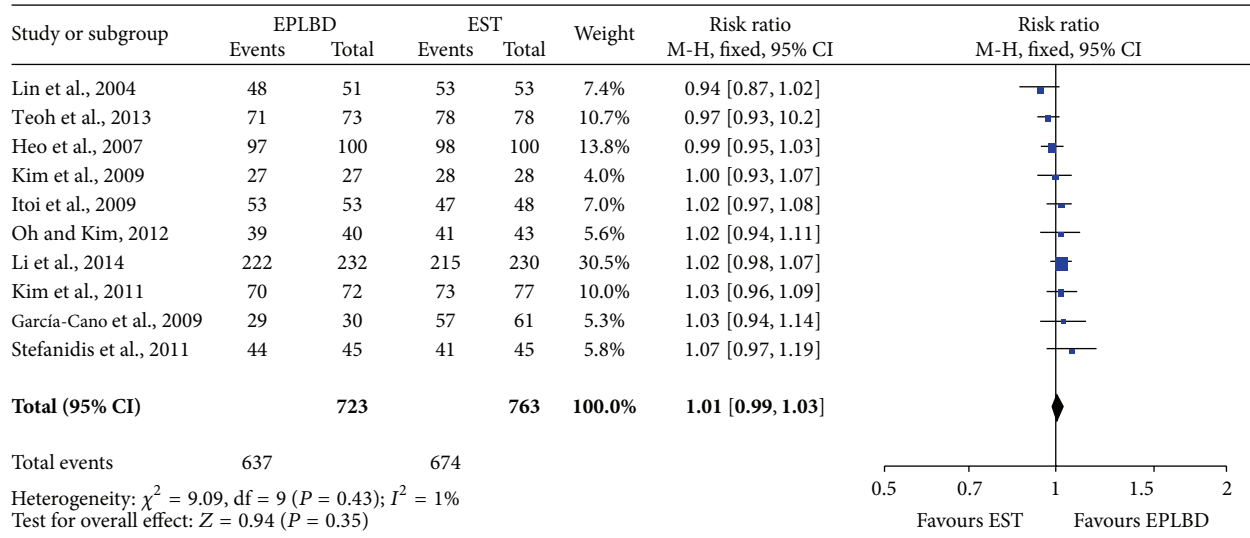 Study or subgroup EPLBD EST Weight Risk ratio Risk ratio
Events Total Events Total M-H, fixed, 95% CI M-H, fixed, 95% CI
Lin et al., 2004 48 51 53 53 7.4% 0.94 [0.87, 1.02]
Teoh et al., 2013 71 73 78 78 10.7% 0.97 [0.93, 10.2]
Heo et al., 2007 97 100 98 100 13.8% 0.99 [0.95, 1.03]
Kim et al., 2009 27 27 28 28 4.0% 1.00 [0.93, 1.07]
Itoi et al., 2009 53 53 47 48 7.0% 1.02 [0.97, 1.08]
Oh and Kim, 2012 39 40 41 43 5.6% 1.02 [0.94, 1.11]
Li et al., 2014 222 232 215 230 30.5% 1.02 [0.98, 1.07]
Kim et al., 2011 70 72 73 77 10.0% 1.03 [0.96, 1.09]
García-Cano et al., 2009 29 30 57 61 5.3% 1.03 [0.94, 1.14]
Stefanidis et al., 2011 44 45 41 45 5.8% 1.07 [0.97, 1.19]
Total (95% CI) 723 763 100.0% 1.01 [0.99, 1.03]
Total events 637 674
Heterogeneity: χ² = 9.09, df = 9 (P = 0.43); I² = 1%
Test for overall effect: Z = 0.94 (P = 0.35)
0.5 0.7 1 1.5 2
Favours EST Favours EPLBD